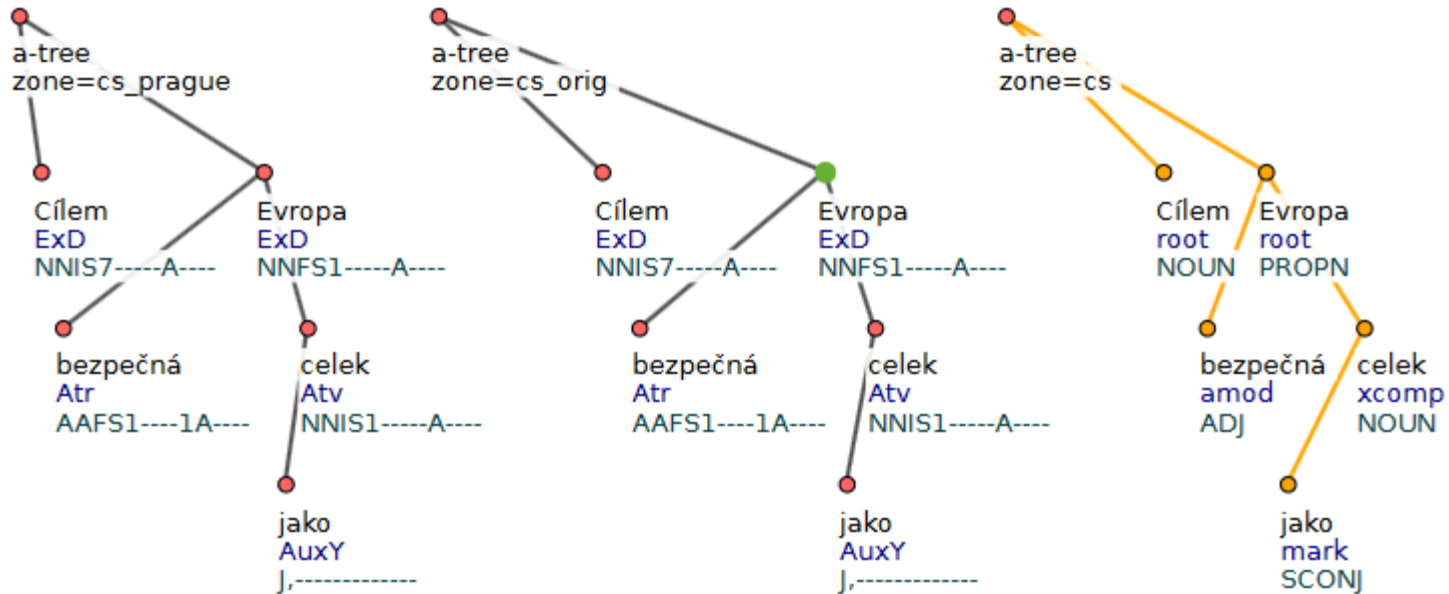 a-tree
zone=cs_prague
Cílem
ExD
NNIS7-----A----
Evropa
ExD
NNFS1-----A----
bezpečná
Atr
AAFS1----1A----
celek
Atv
NNIS1-----A----
jako
AuxY
J,-------------
a-tree
zone=cs_orig
Cílem
ExD
NNIS7-----A----
Evropa
ExD
NNFS1-----A----
bezpečná
Atr
AAFS1----1A----
celek
Atv
NNIS1-----A----
jako
AuxY
J,-------------
a-tree
zone=cs
Cílem
root
NOUN
Evropa
root
PROPN
bezpečná
amod
ADJ
celek
xcomp
NOUN
jako
mark
SCONJ